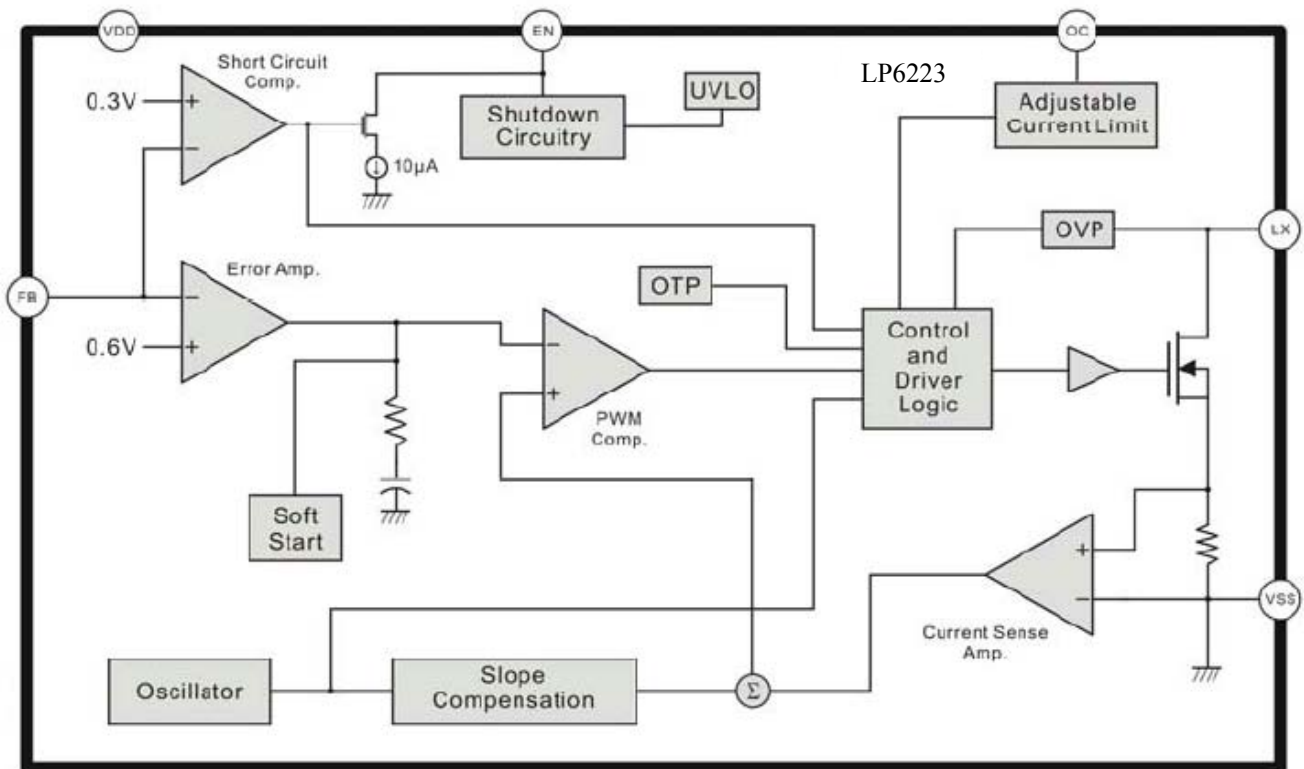 VDD
EN
OC
Short Circuit
Comp.
LP6223
0.3V
+
−
UVLO
Shutdown
Circuitry
Adjustable
Current Limit
10µA
OVP
LX
Error Amp.
FB
−
OTP
0.6V
+
−
+
Control
and
Driver
Logic
PWM
Comp.
Soft
Start
+
−
VSS
Current Sense
Amp.
Oscillator
Slope
Compensation
Σ